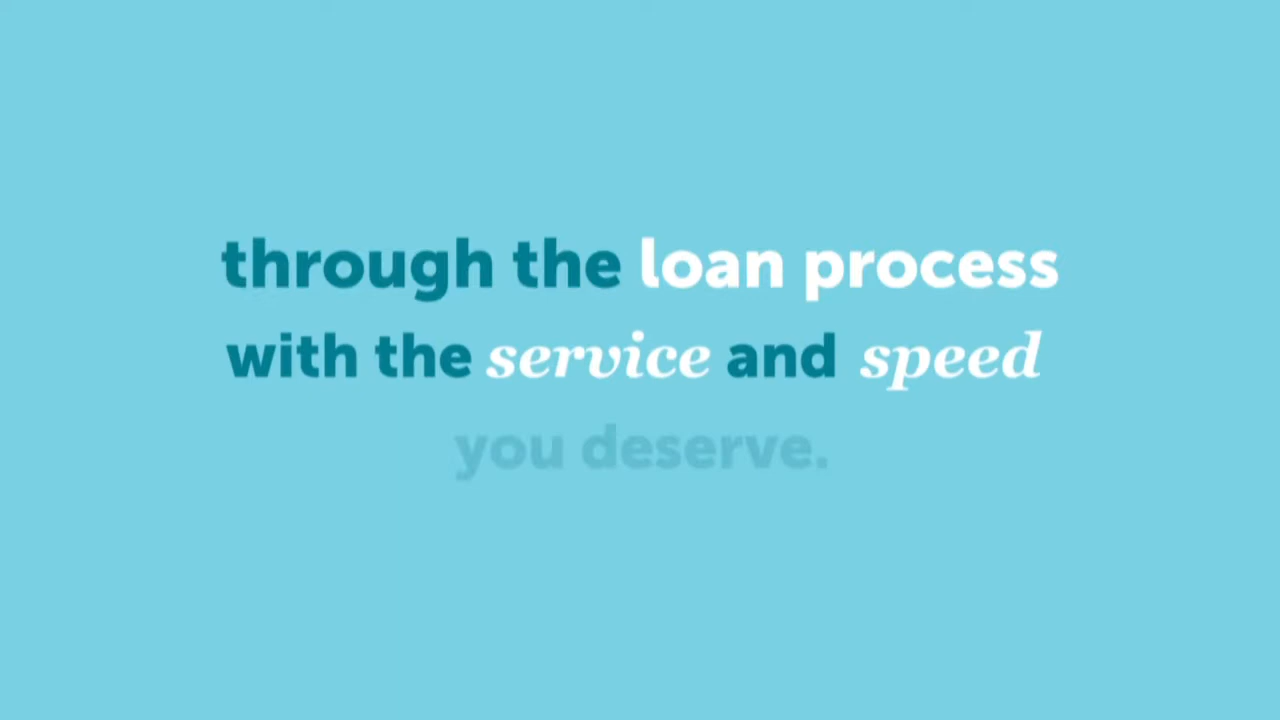 through the loan process
with the service and speed
you deserve.